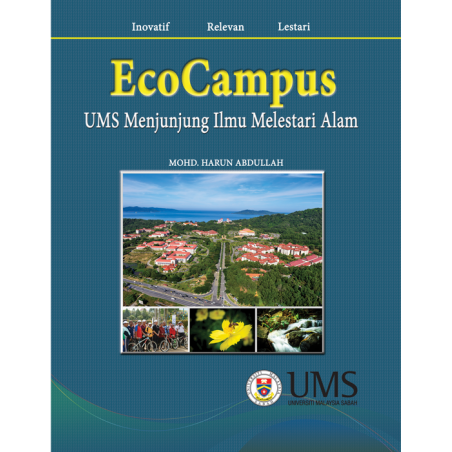 Inovatif Relevan Lestari
EcoCampus
UMS Menjunjung Ilmu Melestari Alam
MOHD. HARUN ABDULLAH
UMS
UNIVERSITI MALAYSIA SABAH